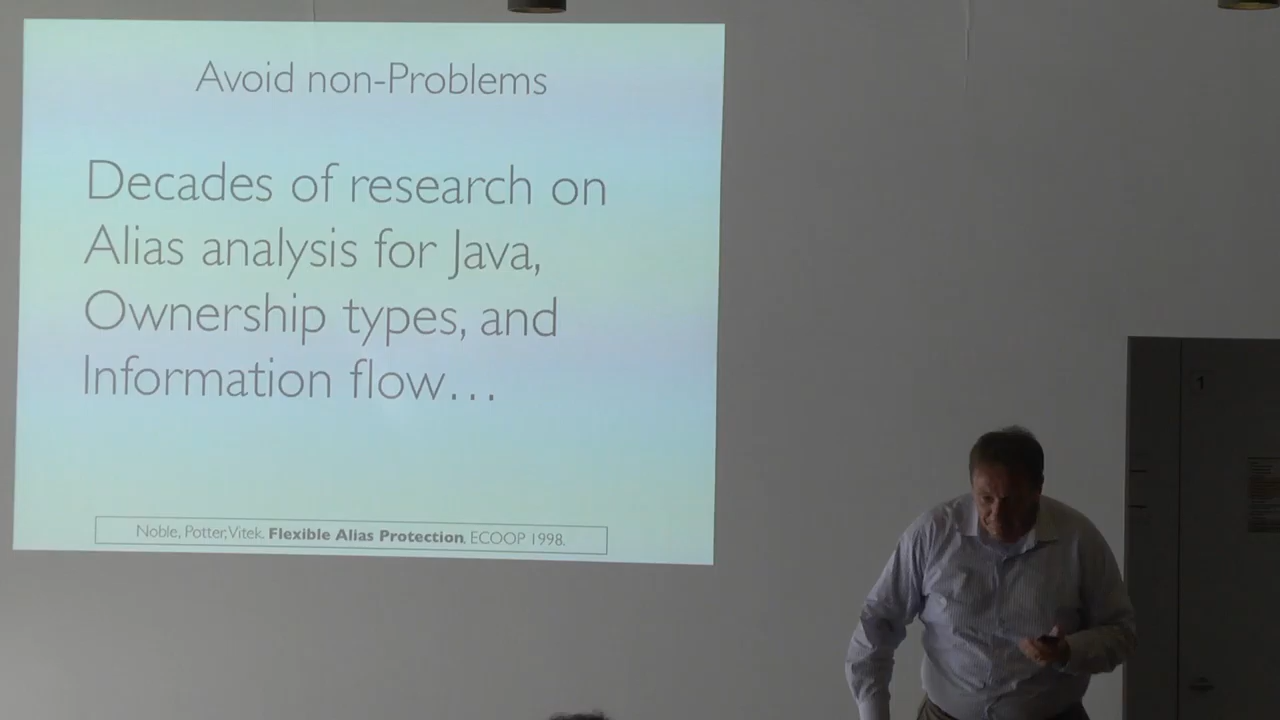 Avoid non-Problems
Decades of research on
Alias analysis for Java,
Ownership types, and
Information flow...
Noble, Potter, Vitek. Flexible Alias Protection. ECOOP 1998.
1